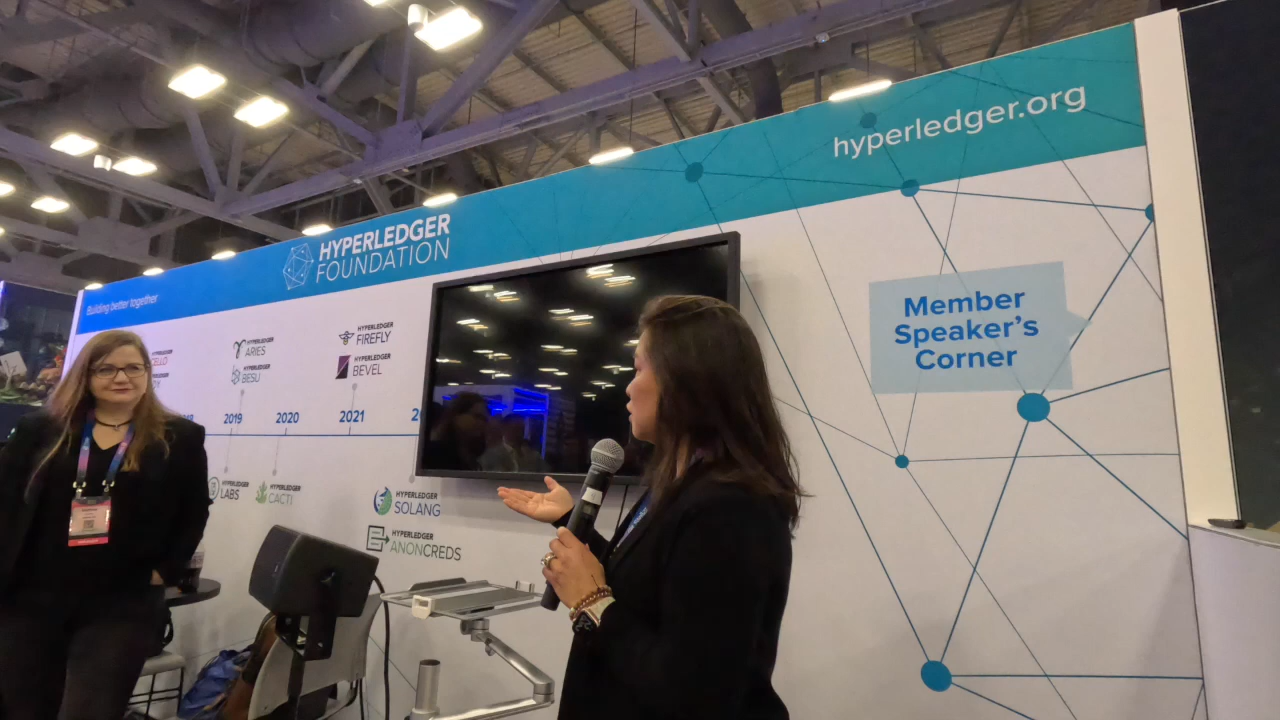 hyperledger.org
HYPERLEDGER
FOUNDATION
Building better together
HYPERLEDGER
ARIES
HYPERLEDGER
BESU
HYPERLEDGER
FIREFLY
HYPERLEDGER
BEVEL
Member
Speaker's
Corner
2019
2020
2021
HYPERLEDGER
LABS
HYPERLEDGER
CACTI
HYPERLEDGER
SOLANG
HYPERLEDGER
ANONCREDS